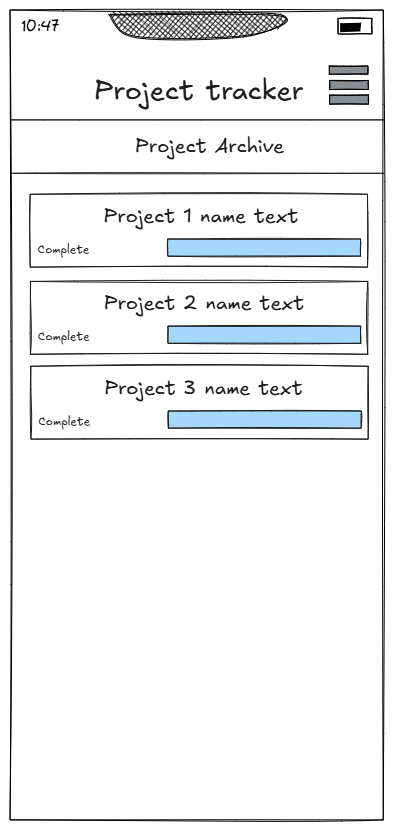 10:47
Project tracker
Project Archive
Project 1 name text
Complete
Project 2 name text
Complete
Project 3 name text
Complete